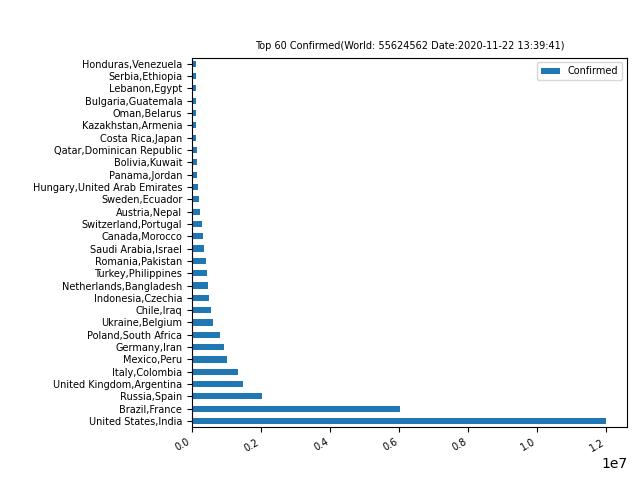 Top 60 Confirmed(World: 55624562 Date:2020-11-22 13:39:41)
Confirmed
Honduras,Venezuela
Serbia,Ethiopia
Lebanon,Egypt
Bulgaria,Guatemala
Oman,Belarus
Kazakhstan,Armenia
Costa Rica,Japan
Qatar,Dominican Republic
Bolivia,Kuwait
Panama,Jordan
Hungary,United Arab Emirates
Sweden,Ecuador
Austria,Nepal
Switzerland,Portugal
Canada,Morocco
Saudi Arabia,Israel
Romania,Pakistan
Turkey,Philippines
Netherlands,Bangladesh
Indonesia,Czechia
Chile,Iraq
Ukraine,Belgium
Poland,South Africa
Germany,Iran
Mexico,Peru
Italy,Colombia
United Kingdom,Argentina
Russia,Spain
Brazil,France
United States,India
0.0 0.2 0.4 0.6 0.8 1.0 1.2
1e7